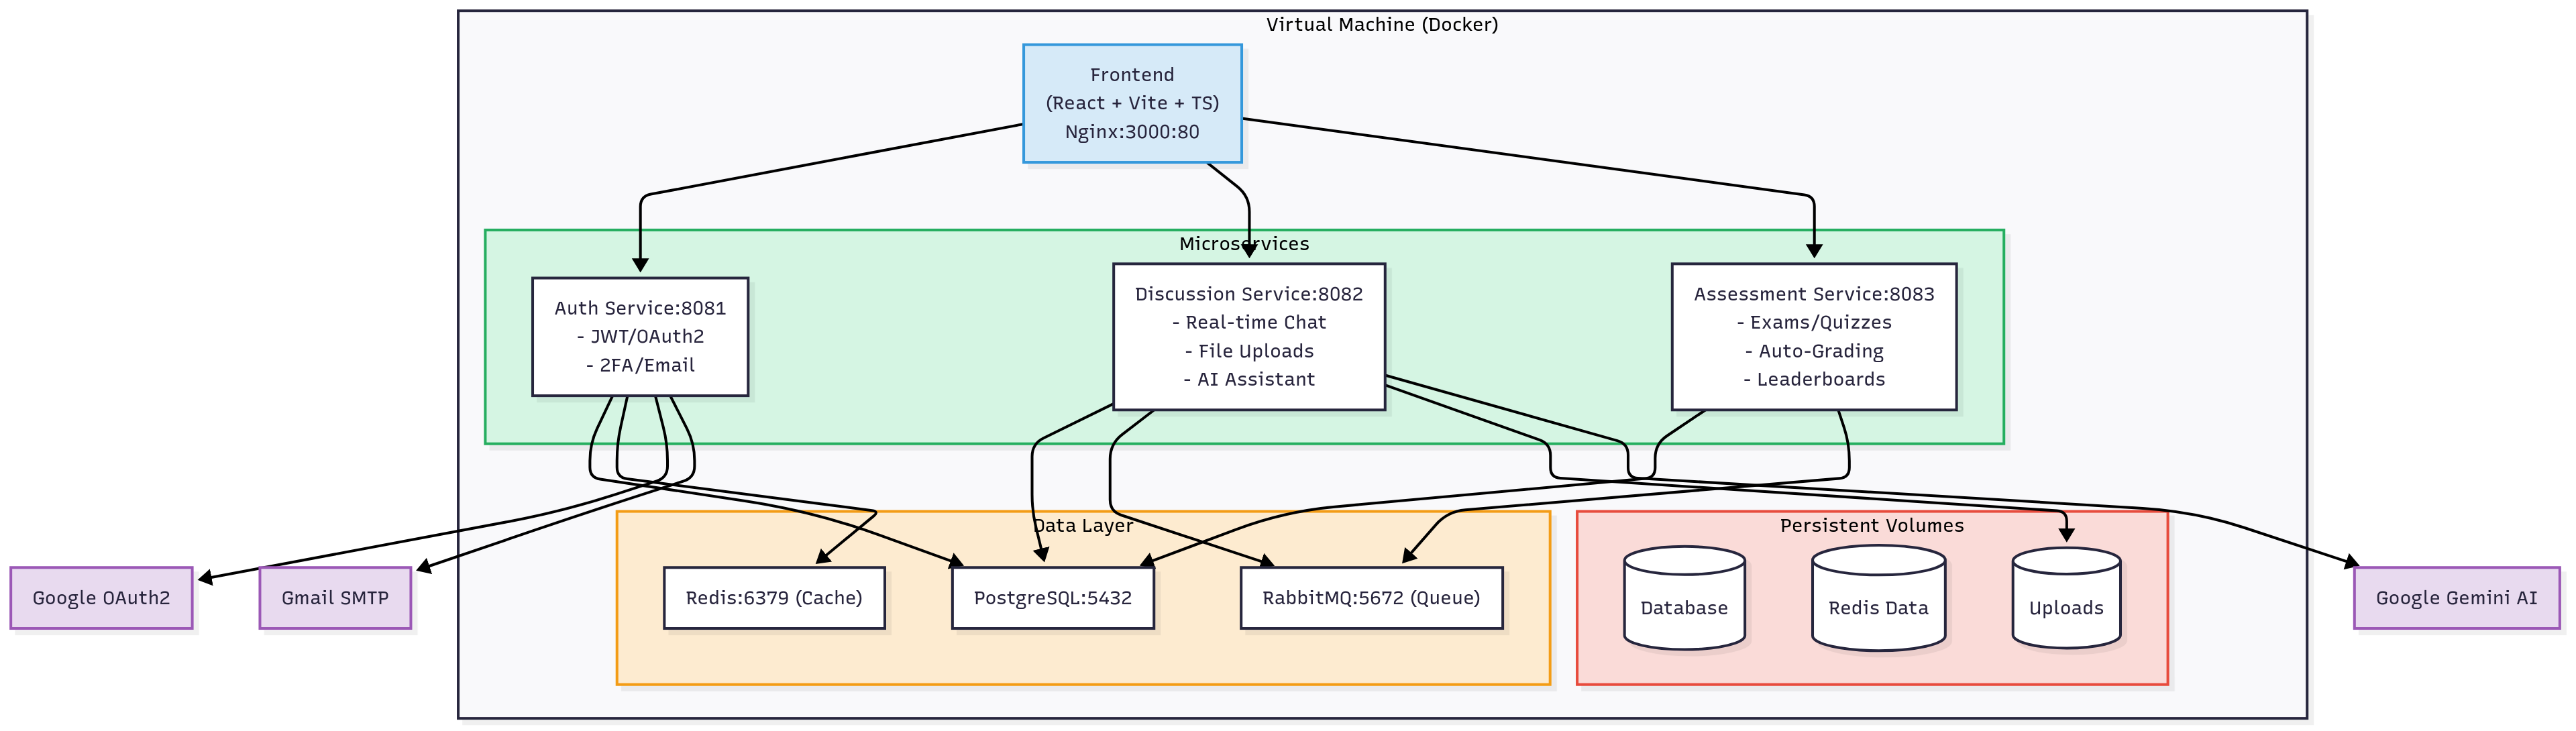 Virtual Machine (Docker)
Frontend
(React + Vite + TS)
Nginx:3000:80
Microservices
Auth Service:8081
- JWT/OAuth2
- 2FA/Email
Discussion Service:8082
- Real-time Chat
- File Uploads
- AI Assistant
Assessment Service:8083
- Exams/Quizzes
- Auto-Grading
- Leaderboards
Data Layer
Persistent Volumes
Google OAuth2
Gmail SMTP
Redis:6379 (Cache)
PostgreSQL:5432
RabbitMQ:5672 (Queue)
Database
Redis Data
Uploads
Google Gemini AI